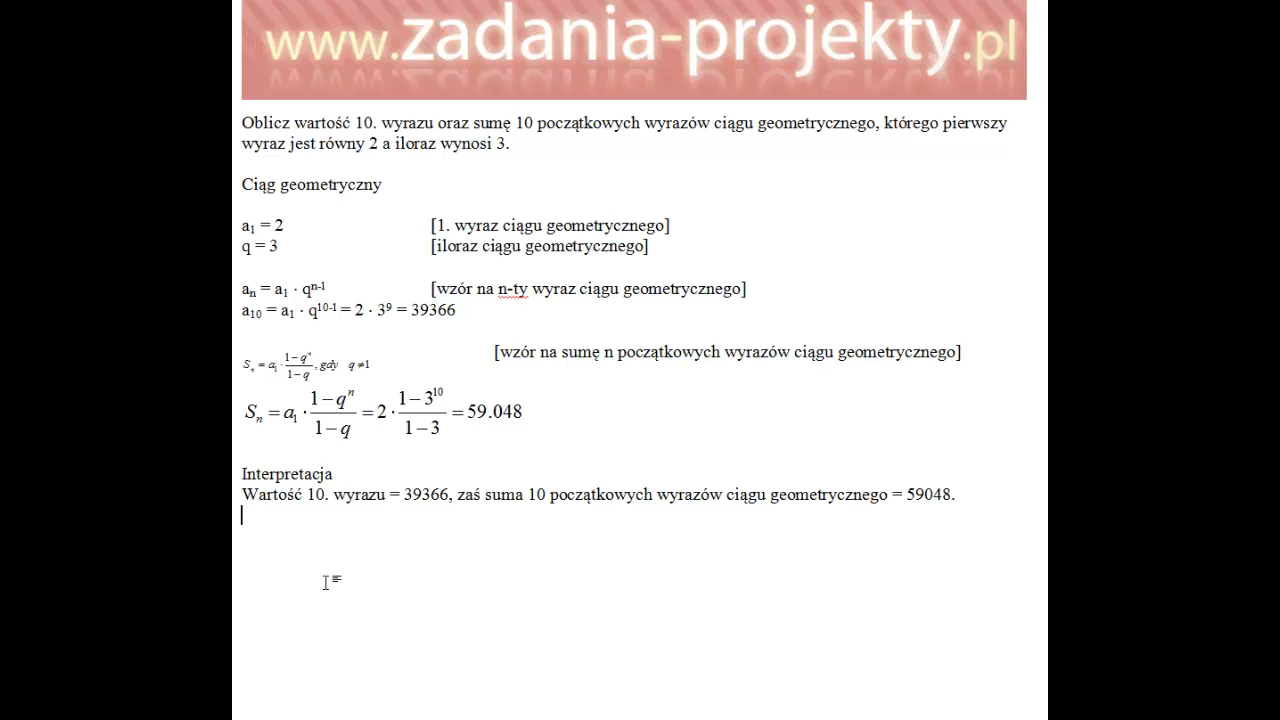 www.zadania-projekty.pl
Oblicz wartość 10. wyrazu oraz sumę 10 początkowych wyrazów ciągu geometrycznego, którego pierwszy
wyraz jest równy 2 a iloraz wynosi 3.
Ciąg geometryczny
a₁ = 2 [1. wyraz ciągu geometrycznego]
q = 3 [iloraz ciągu geometrycznego]
aₙ = a₁ · qⁿ⁻¹ [wzór na n-ty wyraz ciągu geometrycznego]
a₁₀ = a₁ · q¹⁰⁻¹ = 2 · 3⁹ = 39366
Sₙ = a₁ · (1−qⁿ)/(1−q), gdy q ≠ 1 [wzór na sumę n początkowych wyrazów ciągu geometrycznego]
Sₙ = a₁ · (1−qⁿ)/(1−q) = 2 · (1−3¹⁰)/(1−3) = 59.048
Interpretacja
Wartość 10. wyrazu = 39366, zaś suma 10 początkowych wyrazów ciągu geometrycznego = 59048.